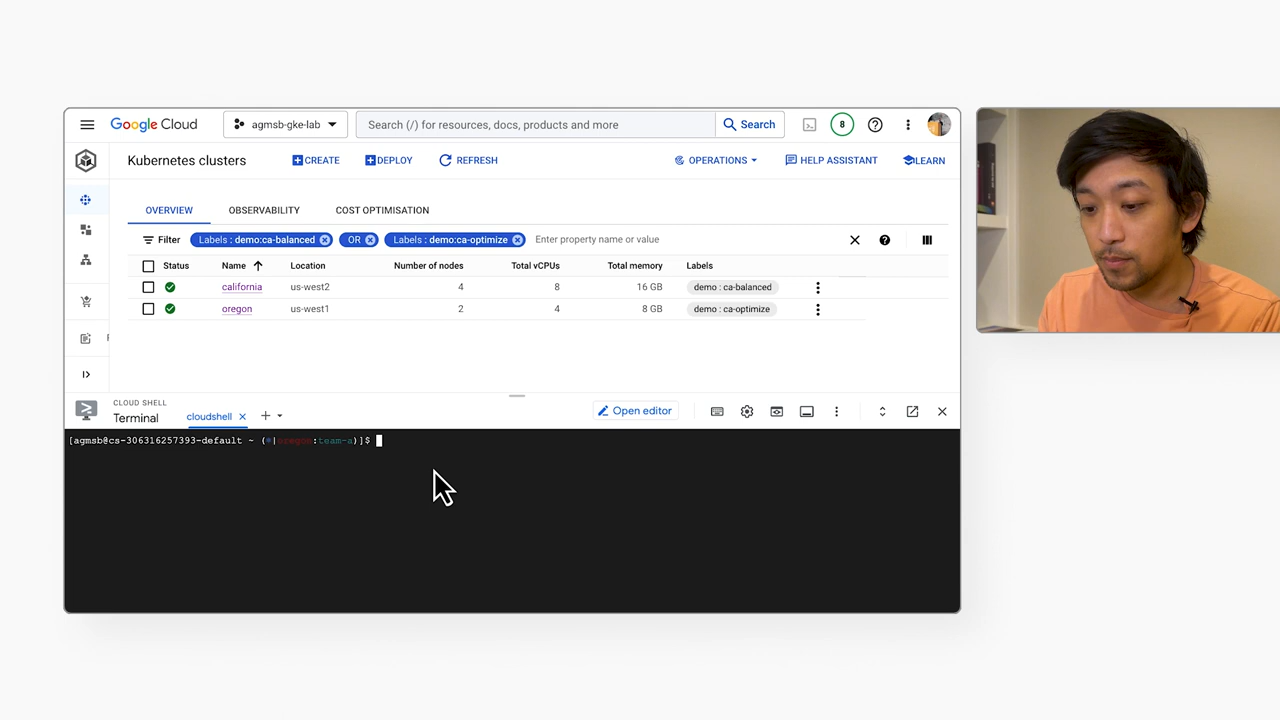 Google Cloud agmsb-gke-lab Search (/) for resources, docs, products and more Search 8
Kubernetes clusters CREATE DEPLOY REFRESH OPERATIONS HELP ASSISTANT LEARN
OVERVIEW OBSERVABILITY COST OPTIMISATION
Filter Labels : demo:ca-balanced OR Labels : demo:ca-optimize Enter property name or value
Status Name Location Number of nodes Total vCPUs Total memory Labels
california us-west2 4 8 16 GB demo : ca-balanced
oregon us-west1 2 4 8 GB demo : ca-optimize
CLOUD SHELL
Terminal cloudshell Open editor
[agmsb@cs-306316257393-default ~ (*|oregon:team-a)]$